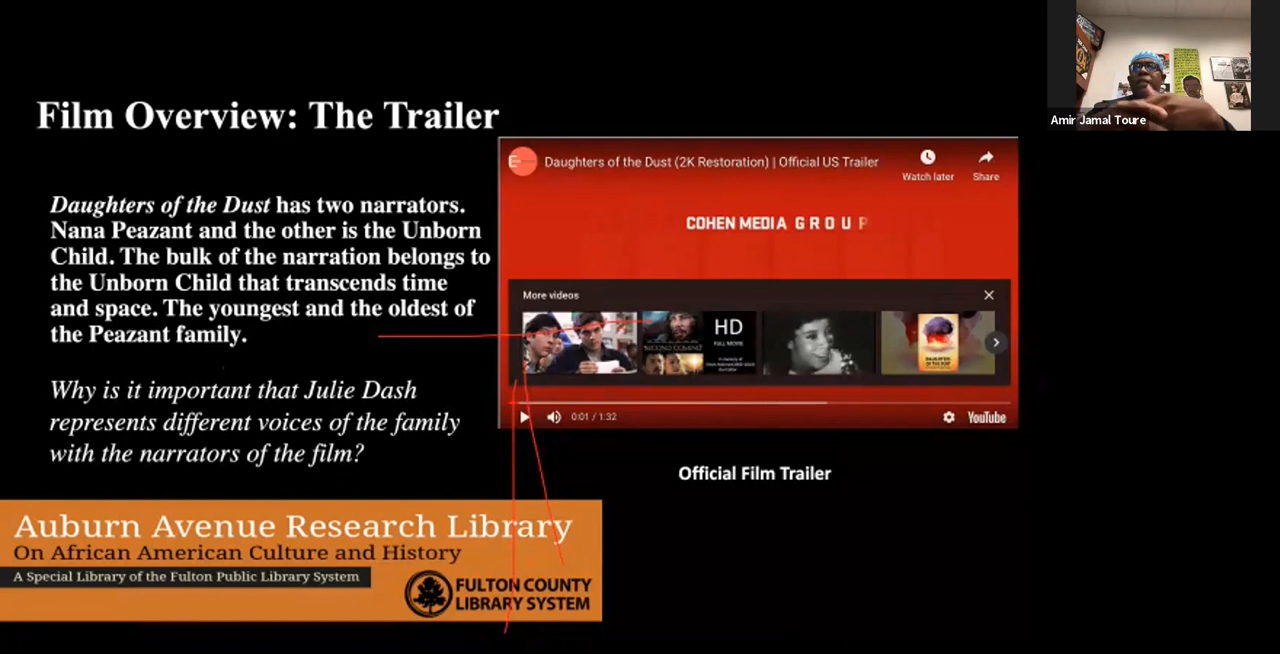 Film Overview: The Trailer
Daughters of the Dust has two narrators.
Nana Peazant and the other is the Unborn
Child. The bulk of the narration belongs to
the Unborn Child that transcends time
and space. The youngest and the oldest of
the Peazant family.
Why is it important that Julie Dash
represents different voices of the family
with the narrators of the film?
Daughters of the Dust (2K Restoration) | Official US Trailer
Watch later
Share
COHEN MEDIA GROUP
More videos
SECOND COMING
HD
FULL MOVIE
0:01 / 1:32
YouTube
Official Film Trailer
Auburn Avenue Research Library
On African American Culture and History
A Special Library of the Fulton Public Library System
FULTON COUNTY
LIBRARY SYSTEM
Amir Jamal Toure